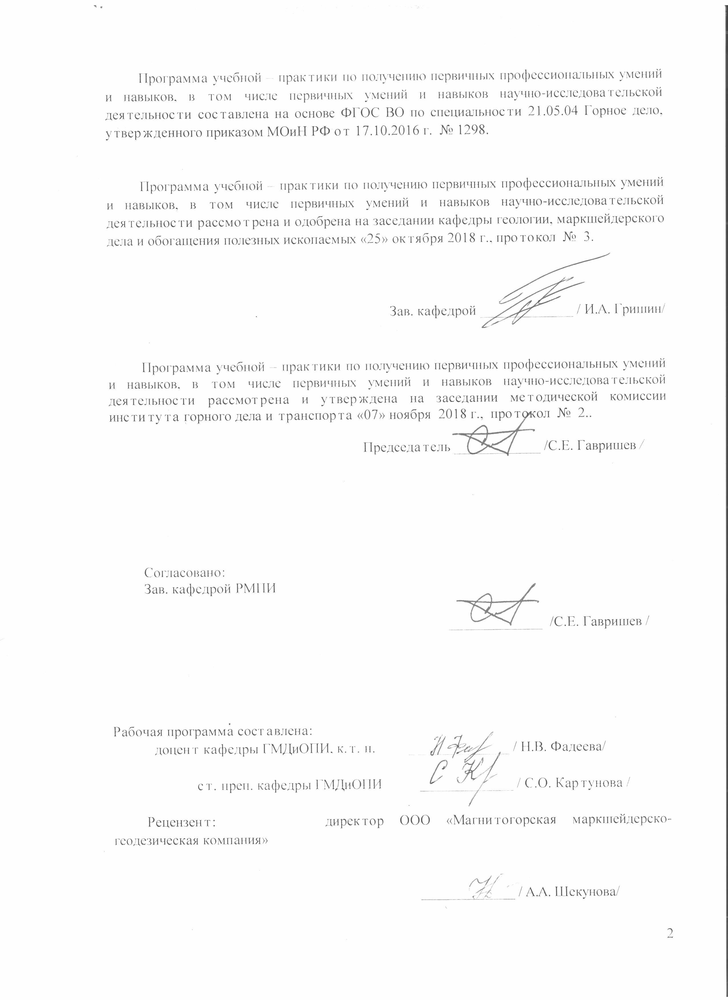 Программа учебной – практики по получению первичных профессиональных умений
и навыков, в том числе первичных умений и навыков научно-исследовательской
деятельности составлена на основе ФГОС ВО по специальности 21.05.04 Горное дело,
утвержденного приказом МОиН РФ от 17.10.2016 г. № 1298.
Программа учебной – практики по получению первичных профессиональных умений
и навыков, в том числе первичных умений и навыков научно-исследовательской
деятельности рассмотрена и одобрена на заседании кафедры геологии, маркшейдерского
дела и обогащения полезных ископаемых «25» октября 2018 г., протокол № 3.
Зав. кафедрой / И.А. Гришин/
Программа учебной – практики по получению первичных профессиональных умений
и навыков, в том числе первичных умений и навыков научно-исследовательской
деятельности рассмотрена и утверждена на заседании методической комиссии
института горного дела и транспорта «07» ноября 2018 г., протокол № 2..
Председатель /С.Е. Гавришев /
Согласовано:
Зав. кафедрой РМПИ
/С.Е. Гавришев /
Рабочая программа составлена:
доцент кафедры ГМДиОПИ, к.т. н. / Н.В. Фадеева/
ст. преп. кафедры ГМДиОПИ / С.О. Картунова /
Рецензент: директор ООО «Магнитогорская маркшейдерско-
геодезическая компания»
/ А.А. Шекунова/
2